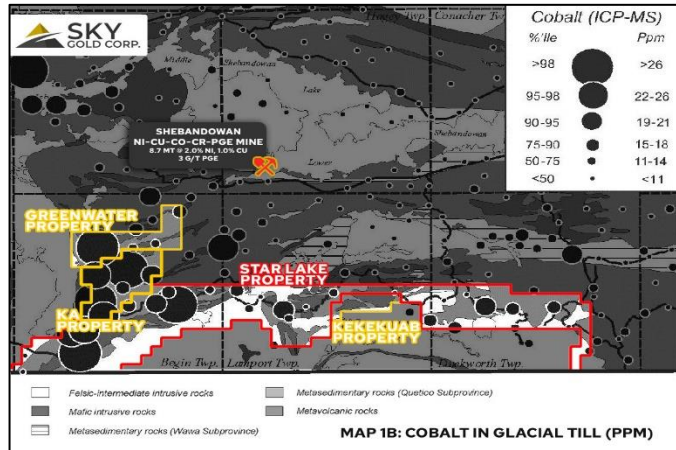 SKY
GOLD CORP.
Hagey Twp.
Conacher Twp.
Cobalt (ICP-MS)
%'ile
Ppm
>98
>26
95-98
22-26
90-95
19-21
75-90
15-18
50-75
11-14
<50
<11
Middle
Shebandowan
Lake
Shebandowan
Lower
SHEBANDOWAN
NI-CU-CO-CR-PGE MINE
8.7 MT @ 2.0% NI, 1.0% CU
3 G/T PGE
GREENWATER
PROPERTY
STAR LAKE
PROPERTY
KA
PROPERTY
KEKEKUAB
PROPERTY
Begin Twp.
Lamport Twp.
Duckworth Twp.
Felsic-intermediate intrusive rocks
Metasedimentary rocks (Quetico Subprovince)
Mafic intrusive rocks
Metavolcanic rocks
Metasedimentary rocks (Wawa Subprovince)
MAP 1B: COBALT IN GLACIAL TILL (PPM)